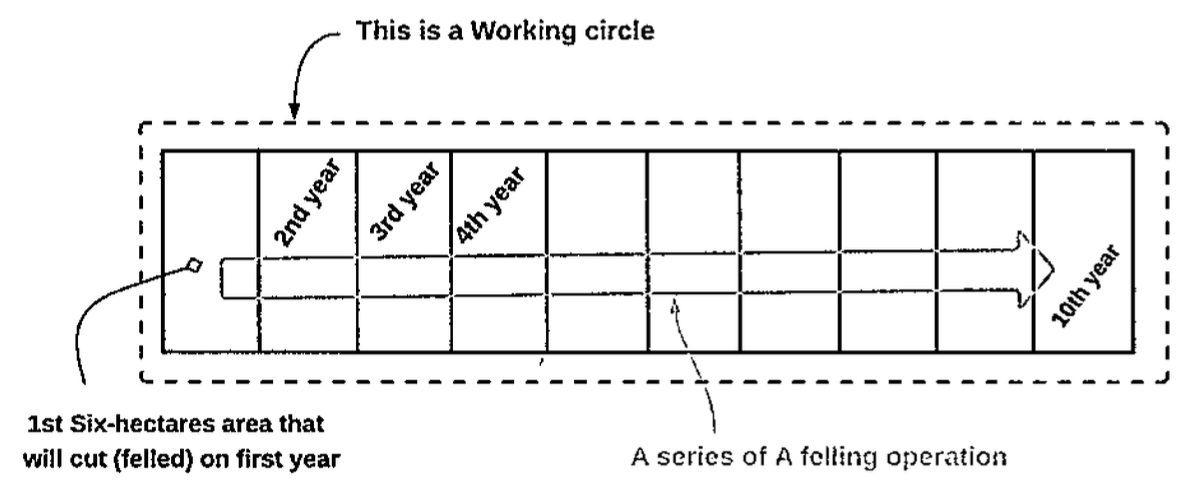 This is a Working circle
2nd year
3rd year
4th year
10th year
1st Six-hectares area that
will cut (felled) on first year
A series of A felling operation